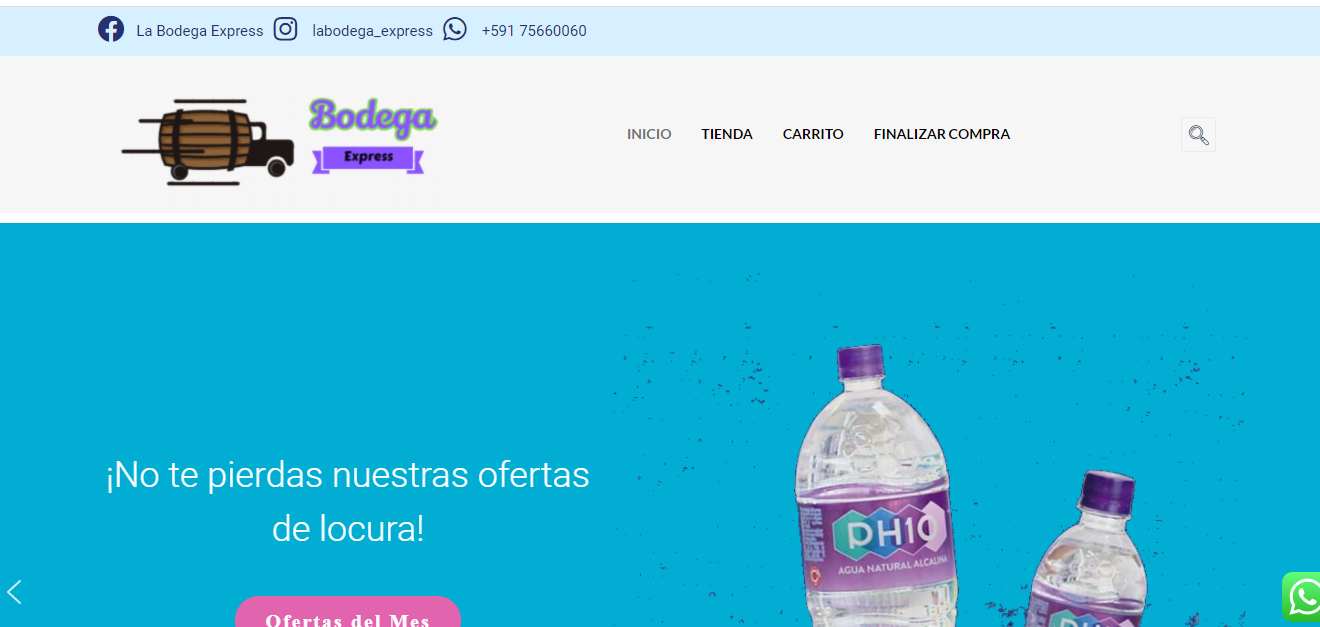 La Bodega Express labodega_express +591 75660060
Bodega
Express
INICIO TIENDA CARRITO FINALIZAR COMPRA
¡No te pierdas nuestras ofertas
de locura!
Ofertas del Mes
PH10
AGUA NATURAL ALCALINA
PH10